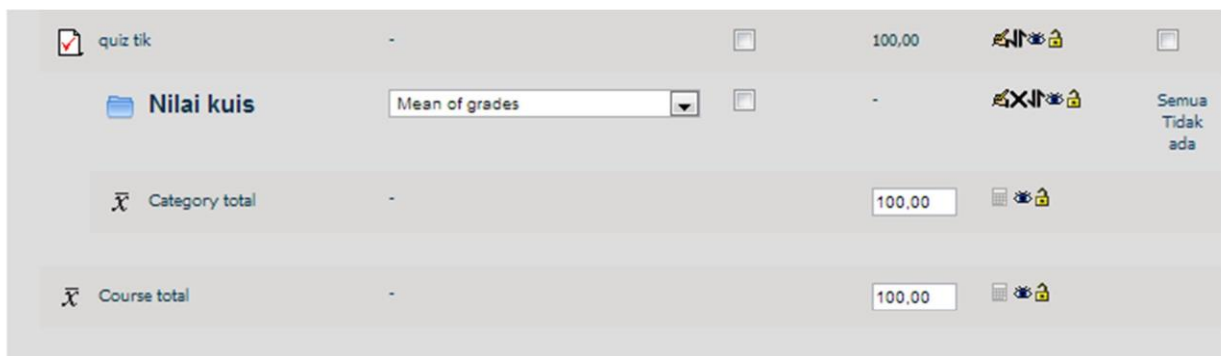 quiz tik - 100,00
Nilai kuis Mean of grades - Semua
Tidak
ada
x̅ Category total - 100,00
x̅ Course total - 100,00